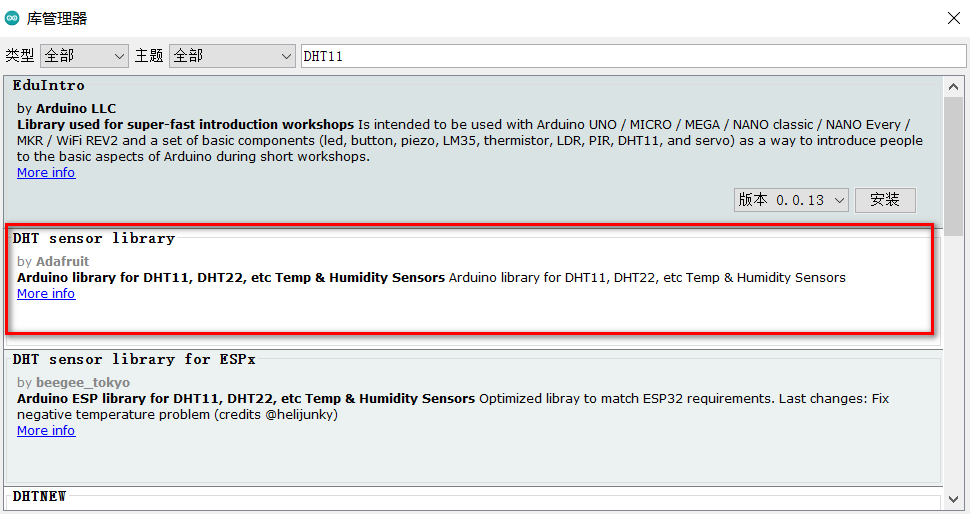 库管理器
类型 全部 主题 全部 DHT11
EduIntro
by Arduino LLC
Library used for super-fast introduction workshops Is intended to be used with Arduino UNO / MICRO / MEGA / NANO classic / NANO Every /
MKR / WiFi REV2 and a set of basic components (led, button, piezo, LM35, thermistor, LDR, PIR, DHT11, and servo) as a way to introduce people
to the basic aspects of Arduino during short workshops.
More info
版本 0.0.13 安装
DHT sensor library
by Adafruit
Arduino library for DHT11, DHT22, etc Temp & Humidity Sensors Arduino library for DHT11, DHT22, etc Temp & Humidity Sensors
More info
DHT sensor library for ESPx
by beegee_tokyo
Arduino ESP library for DHT11, DHT22, etc Temp & Humidity Sensors Optimized libray to match ESP32 requirements. Last changes: Fix
negative temperature problem (credits @helijunky)
More info
DHTNEW